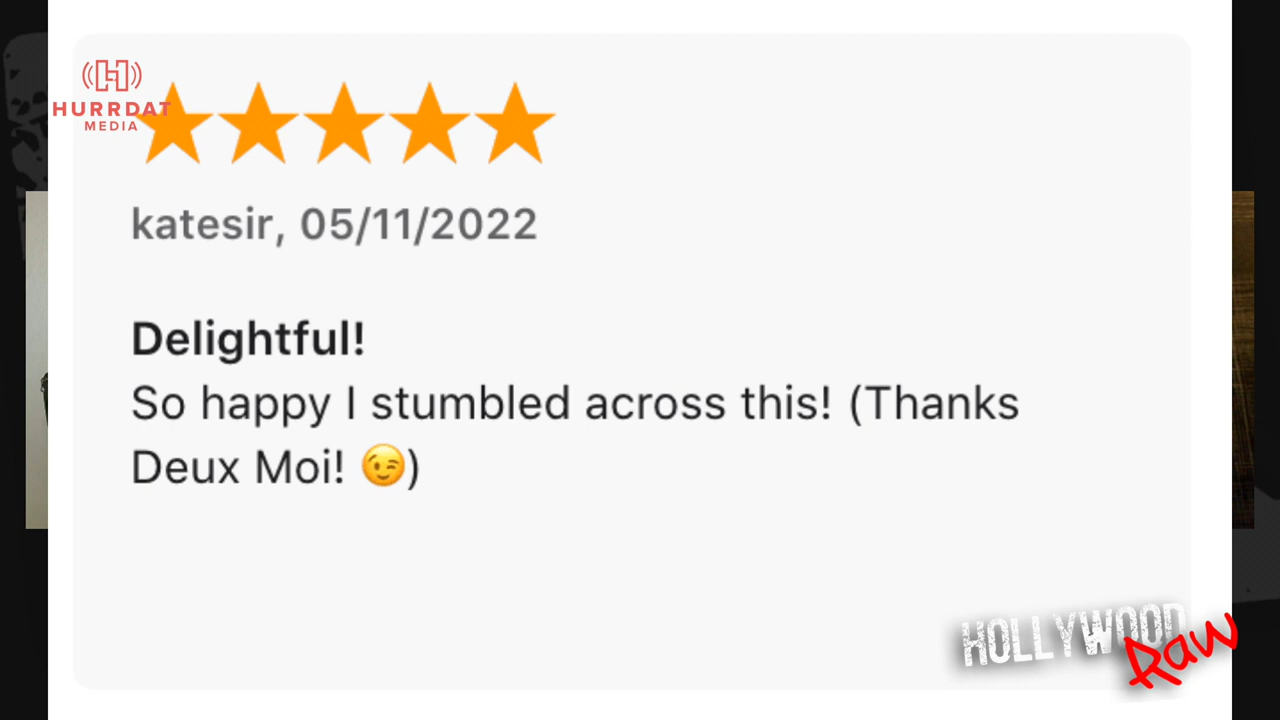 HURRDAT
MEDIA
katesir, 05/11/2022
Delightful!
So happy I stumbled across this! (Thanks
Deux Moi! 😉)
HOLLYWOOD
Raw